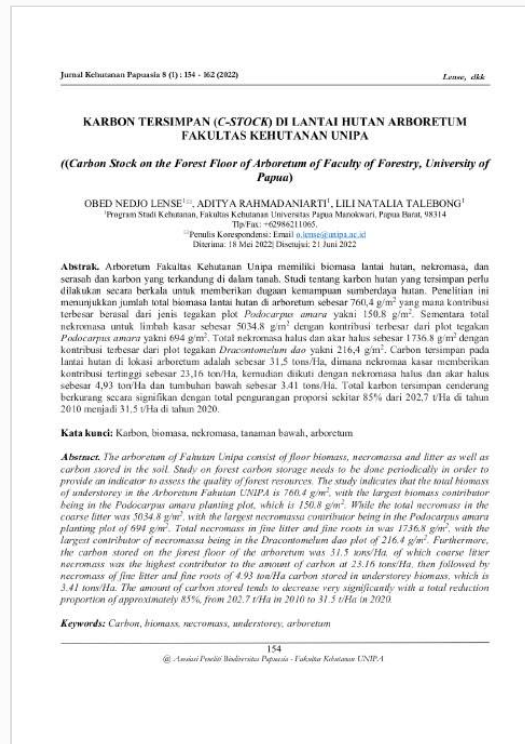 Jurnal Kehutanan Papuasia 8 (1) : 154 - 162 (2022)
Lense, dkk
KARBON TERSIMPAN (C-STOCK) DI LANTAI HUTAN ARBORETUM
FAKULTAS KEHUTANAN UNIPA
((Carbon Stock on the Forest Floor of Arboretum of Faculty of Forestry, University of
Papua)
OBED NEDJO LENSE¹, ADITYA RAHMADANIARTI¹, LILI NATALIA TALEBONG¹
¹Program Studi Kehutanan, Fakultas Kehutanan Universitas Papua Manokwari, Papua Barat, 98314
Tlp/Fax: +62986211065.
Penulis Korespondensi: Email o.lense@unipa.ac.id
Diterima: 18 Mei 2022| Disetujui: 21 Juni 2022
Abstrak. Arboretum Fakultas Kehutanan Unipa memiliki biomasa lantai hutan, nekromasa, dan
serasah dan karbon yang terkandung di dalam tanah. Studi tentang karbon hutan yang tersimpan perlu
dilakukan secara berkala untuk memberikan dugaan kemampuan sumberdaya hutan. Penelitian ini
menunjukkan jumlah total biomasa lantai hutan di arboretum sebesar 760,4 g/m² yang mana kontribusi
terbesar berasal dari jenis tegakan plot Podocarpus amara yakni 150.8 g/m². Sementara total
nekromasa untuk limbah kasar sebesar 5034.8 g/m² dengan kontribusi terbesar dari plot tegakan
Podocarpus amara yakni 694 g/m². Total nekromasa halus dan akar halus sebesar 1736.8 g/m² dengan
kontribusi terbesar dari plot tegakan Dracontomelum dao yakni 216,4 g/m². Carbon tersimpan pada
lantai hutan di lokasi arboretum adalah sebesar 31,5 tons/Ha, dimana nekromas kasar memberikan
kontribusi tertinggi sebesar 23,16 ton/Ha, kemudian diikuti dengan nekromasa halus dan akar halus
sebesar 4,93 ton/Ha dan tumbuhan bawah sebesar 3.41 tons/Ha. Total karbon tersimpan cenderung
berkurang secara signifikan dengan total pengurangan proporsi sekitar 85% dari 202,7 t/Ha di tahun
2010 menjadi 31,5 t/Ha di tahun 2020.
Kata kunci: Karbon, biomasa, nekromasa, tanaman bawah, arboretum
Abstract. The arboretum of Fahutan Unipa consist of floor biomass, necromassa and litter as well as
carbon stored in the soil. Study on forest carbon storage needs to be done periodically in order to
provide an indicator to assess the quality of forest resources. The study indicates that the total biomass
of understorey in the Arboretum Fahutan UNIPA is 760.4 g/m², with the largest biomass contributor
being in the Podocarpus amara planting plot, which is 150.8 g/m². While the total necromass in the
coarse litter was 5034.8 g/m², with the largest necromassa contributor being in the Podocarpus amara
planting plot of 694 g/m². Total necromass in fine litter and fine roots in was 1736,8 g/m², with the
largest contributor of necromassa being in the Dracontomelum dao plot of 216.4 g/m². Furthermore,
the carbon stored on the forest floor of the arboretum was 31.5 tons/Ha, of which coarse litter
necromass was the highest contributor to the amount of carbon at 23.16 tons/Ha, then followed by
necromass of fine litter and fine roots of 4.93 ton/Ha carbon stored in understorey biomass, which is
3.41 tons/Ha. The amount of carbon stored tends to decrease very significantly with a total reduction
proportion of approximately 85%, from 202.7 t/Ha in 2010 to 31.5 t/Ha in 2020.
Keywords: Carbon, biomass, necromass, understorey, arboretum
154
@ Asosiasi Peneliti Biodiversitas Papuasia - Fakultas Kehutanan UNIPA